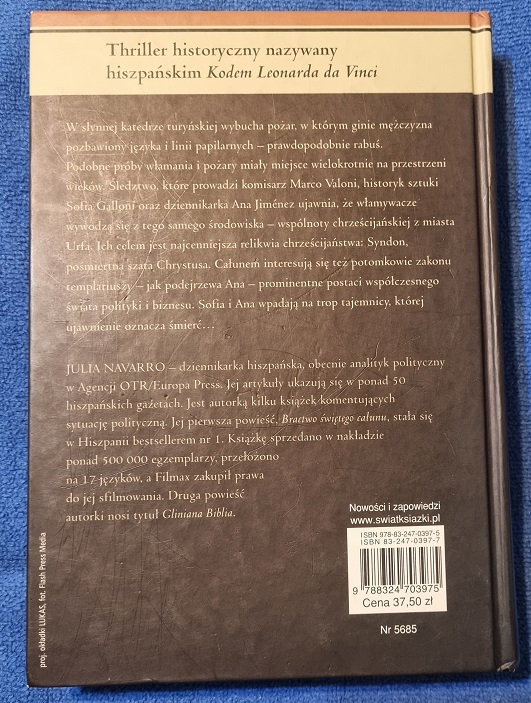 Thriller historyczny nazywany
hiszpańskim Kodem Leonarda da Vinci
W słynnej katedrze turyńskiej wybucha pożar, w którym ginie mężczyzna
pozbawiony języka i linii papilarnych – prawdopodobnie rabuś.
Podobne próby włamania i pożary miały miejsce wielokrotnie na przestrzeni
wieków. Śledztwo, które prowadzi komisarz Marco Valoni, historyk sztuki
Sofia Galloni oraz dziennikarka Ana Jiménez ujawnia, że włamywacze
wywodzą się z tego samego środowiska – wspólnoty chrześcijańskiej z miasta
Urfa. Ich celem jest najcenniejsza relikwia chrześcijaństwa: Syndon,
pośmiertna szata Chrystusa. Całunem interesują się też potomkowie zakonu
templariuszy – jak podejrzewa Ana – prominentne postaci współczesnego
świata polityki i biznesu. Sofia i Ana wpadają na trop tajemnicy, której
ujawnienie oznacza śmierć…
JULIA NAVARRO – dziennikarka hiszpańska, obecnie analityk polityczny
w Agencji OTR/Europa Press. Jej artykuły ukazują się w ponad 50
hiszpańskich gazetach. Jest autorką kilku książek komentujących
sytuację polityczną. Jej pierwsza powieść, Bractwo świętego całunu, stała się
w Hiszpanii bestsellerem nr 1. Książkę sprzedano w nakładzie
ponad 500 000 egzemplarzy, przełożono
na 17 języków, a Filmax zakupił prawa
do jej sfilmowania. Druga powieść
autorki nosi tytuł Gliniana Biblia.
Nowości i zapowiedzi
www.swiatksiazki.pl
ISBN 978-83-247-0397-5
ISBN 83-247-0397-7
9 788324 703975
Cena 37,50 zł
Nr 5685
proj. okładki LUKAS, fot. Flash Press Media